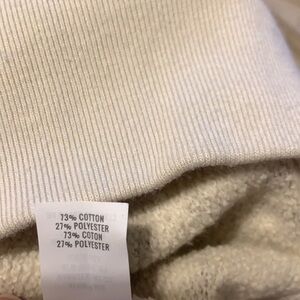 73% COTTON
27% POLYESTER
73% COTON
27% POLYESTER